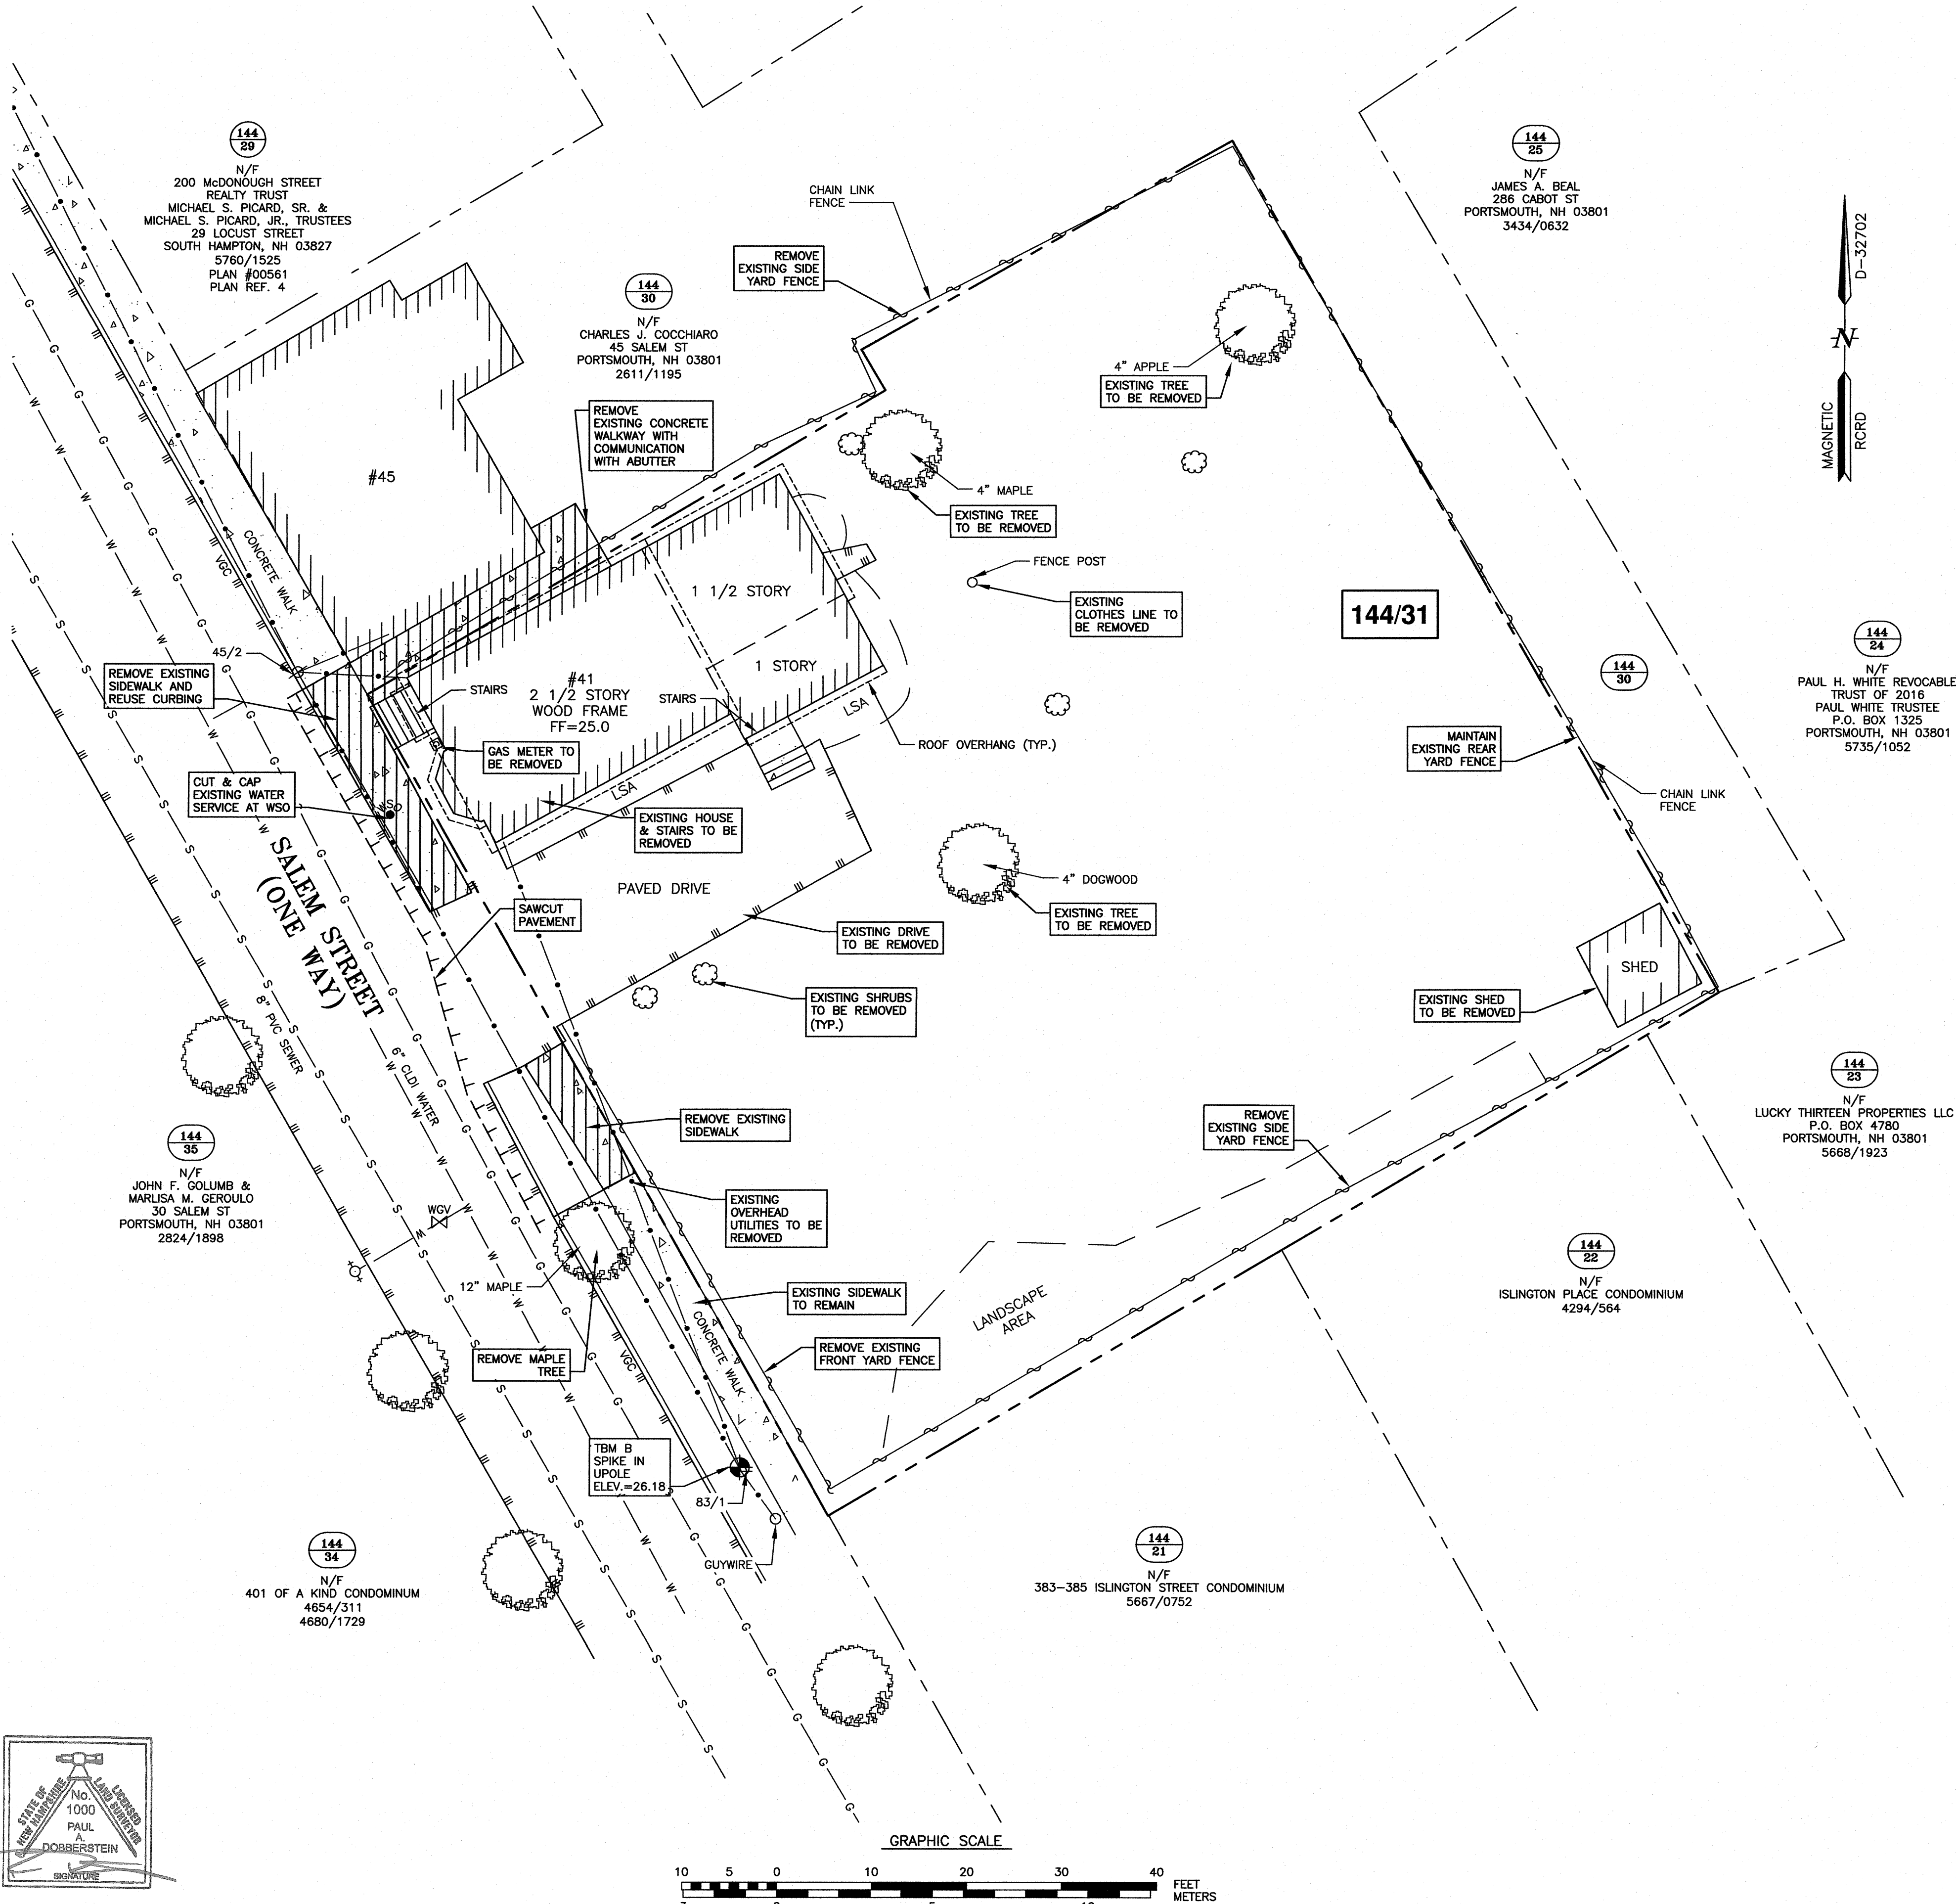 144
29
N/F
200 McDONOUGH STREET
REALTY TRUST
MICHAEL S. PICARD, SR. &
MICHAEL S. PICARD, JR., TRUSTEES
29 LOCUST STREET
SOUTH HAMPTON, NH 03827
5760/1525
PLAN #00561
PLAN REF. 4
144
30
N/F
CHARLES J. COCCHIARO
45 SALEM ST
PORTSMOUTH, NH 03801
2611/1195
CHAIN LINK
FENCE
REMOVE
EXISTING SIDE
YARD FENCE
144
25
N/F
JAMES A. BEAL
286 CABOT ST
PORTSMOUTH, NH 03801
3434/0632
D-32702
N
MAGNETIC
RCRD
4" APPLE
EXISTING TREE
TO BE REMOVED
REMOVE
EXISTING CONCRETE
WALKWAY WITH
COMMUNICATION
WITH ABUTTER
#45
4" MAPLE
EXISTING TREE
TO BE REMOVED
CONCRETE WALK
VGC
FENCE POST
EXISTING
CLOTHES LINE TO
BE REMOVED
1 1/2 STORY
1 STORY
144/31
144
30
144
24
N/F
PAUL H. WHITE REVOCABLE
TRUST OF 2016
PAUL WHITE TRUSTEE
P.O. BOX 1325
PORTSMOUTH, NH 03801
5735/1052
45/2
REMOVE EXISTING
SIDEWALK AND
REUSE CURBING
STAIRS
#41
2 1/2 STORY
WOOD FRAME
FF=25.0
STAIRS
LSA
ROOF OVERHANG (TYP.)
GAS METER TO
BE REMOVED
MAINTAIN
EXISTING REAR
YARD FENCE
CHAIN LINK
FENCE
CUT & CAP
EXISTING WATER
SERVICE AT WSO
WSO
LSA
EXISTING HOUSE
& STAIRS TO BE
REMOVED
SALEM STREET
(ONE WAY)
PAVED DRIVE
4" DOGWOOD
EXISTING TREE
TO BE REMOVED
SAWCUT
PAVEMENT
EXISTING DRIVE
TO BE REMOVED
SHED
EXISTING SHED
TO BE REMOVED
EXISTING SHRUBS
TO BE REMOVED
(TYP.)
8" PVC SEWER
6" CLDI WATER
144
23
N/F
LUCKY THIRTEEN PROPERTIES LLC
P.O. BOX 4780
PORTSMOUTH, NH 03801
5668/1923
REMOVE EXISTING
SIDEWALK
REMOVE
EXISTING SIDE
YARD FENCE
144
35
N/F
JOHN F. GOLUMB &
MARLISA M. GEROULO
30 SALEM ST
PORTSMOUTH, NH 03801
2824/1898
WGV
EXISTING
OVERHEAD
UTILITIES TO BE
REMOVED
144
22
N/F
ISLINGTON PLACE CONDOMINIUM
4294/564
12" MAPLE
EXISTING SIDEWALK
TO REMAIN
LANDSCAPE
AREA
REMOVE MAPLE
TREE
VGC
CONCRETE WALK
REMOVE EXISTING
FRONT YARD FENCE
TBM B
SPIKE IN
UPOLE
ELEV.=26.18
83/1
GUYWIRE
144
34
N/F
401 OF A KIND CONDOMINUM
4654/311
4680/1729
144
21
N/F
383-385 ISLINGTON STREET CONDOMINIUM
5667/0752
STATE OF
NEW HAMPSHIRE
LICENSED
LAND SURVEYOR
No.
1000
PAUL
A.
DOBBERSTEIN
SIGNATURE
GRAPHIC SCALE
10 5 0 10 20 30 40
FEET
METERS